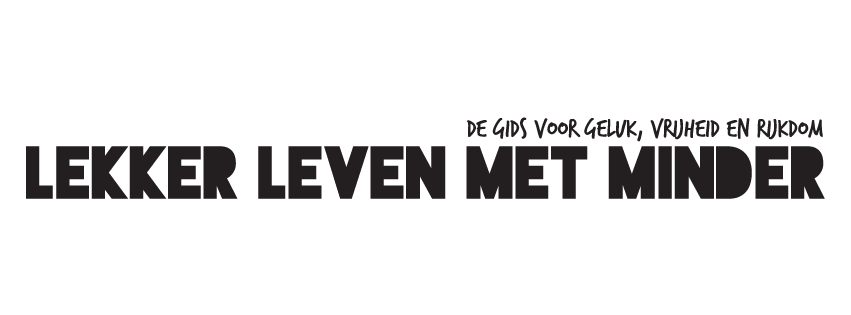 DE GIDS VOOR GELUK, VRIJHEID EN RIJKDOM
LEKKER LEVEN MET MINDER